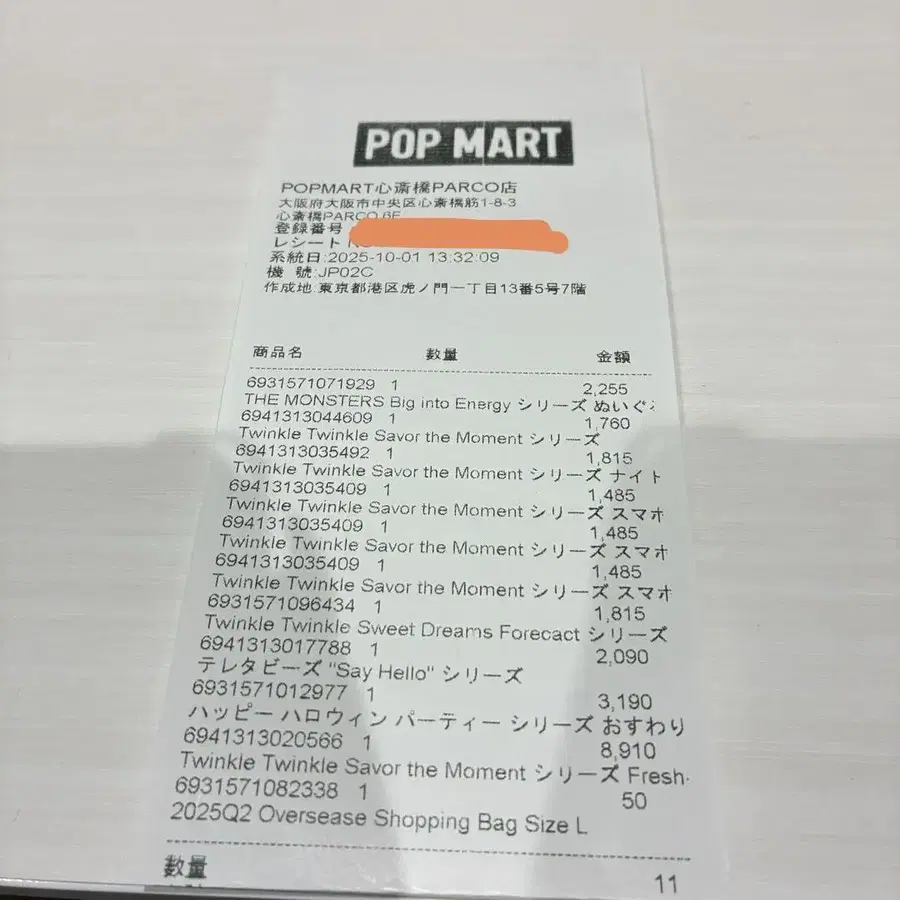 POP MART
POPMART心斎橋PARCO店
大阪府大阪市中央区心斎橋筋1-8-3
心斎橋PARCO 6F
登録番号
レシート
系統日:2025-10-01 13:32:09
機 號:JP02C
作成地:東京都港区虎ノ門一丁目13番5号7階
商品名 数量 金額
6931571071929 1 2,255
THE MONSTERS Big into Energy シリーズ ぬいぐ
6941313044609 1 1,760
Twinkle Twinkle Savor the Moment シリーズ
6941313035492 1 1,815
Twinkle Twinkle Savor the Moment シリーズ ナイト
6941313035409 1 1,485
Twinkle Twinkle Savor the Moment シリーズ スマホ
6941313035409 1 1,485
Twinkle Twinkle Savor the Moment シリーズ スマホ
6941313035409 1 1,485
Twinkle Twinkle Savor the Moment シリーズ スマホ
6931571096434 1 1,815
Twinkle Twinkle Sweet Dreams Forecact シリーズ
6941313017788 1 2,090
テレタビーズ "Say Hello" シリーズ
6931571012977 1 3,190
ハッピー ハロウィン パーティー シリーズ おすわり
6941313020566 1 8,910
Twinkle Twinkle Savor the Moment シリーズ Fresh-
6931571082338 1 50
2025Q2 Oversease Shopping Bag Size L
数量 11